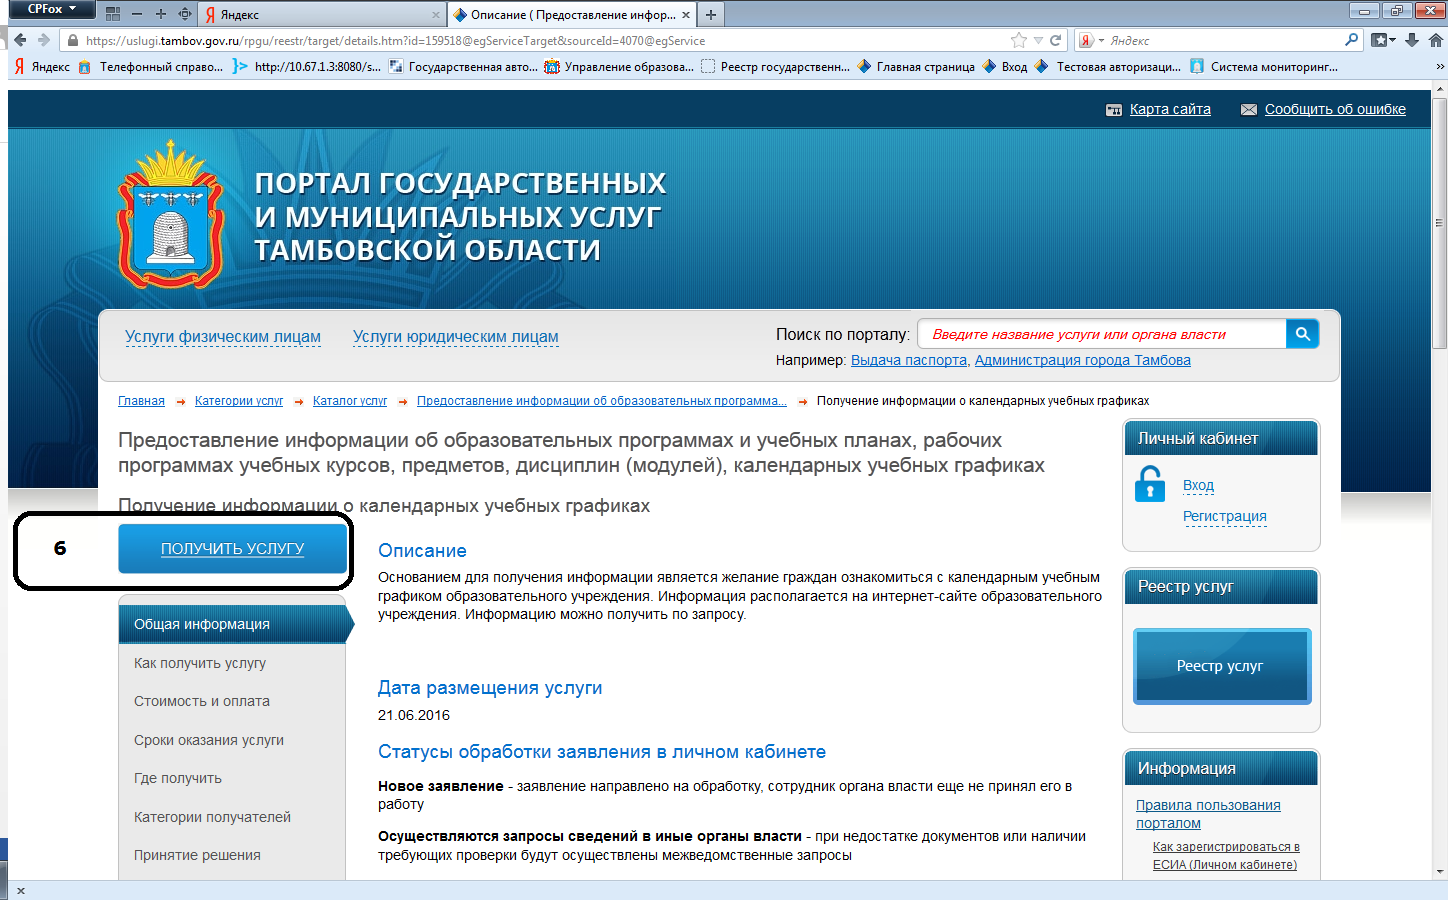 CPFox
Яндекс
Описание ( Предоставление инфор...
https://uslugi.tambov.gov.ru/rpgu/reestr/target/details.htm?id=159518@egServiceTarget&sourceId=4070@egService
Яндекс
Яндекс
Телефонный справо...
http://10.67.1.3:8080/s...
Государственная авто...
Управление образова...
Реестр государственн...
Главная страница
Вход
Тестовая авторизаци...
Система мониторинг...
Карта сайта
Сообщить об ошибке
ПОРТАЛ ГОСУДАРСТВЕННЫХ
И МУНИЦИПАЛЬНЫХ УСЛУГ
ТАМБОВСКОЙ ОБЛАСТИ
Услуги физическим лицам
Услуги юридическим лицам
Поиск по порталу:
Введите название услуги или органа власти
Например: Выдача паспорта, Администрация города Тамбова
Главная → Категории услуг → Каталог услуг → Предоставление информации об образовательных программа... → Получение информации о календарных учебных графиках
Предоставление информации об образовательных программах и учебных планах, рабочих
программах учебных курсов, предметов, дисциплин (модулей), календарных учебных графиках
Получение информации о календарных учебных графиках
6
ПОЛУЧИТЬ УСЛУГУ
Общая информация
Как получить услугу
Стоимость и оплата
Сроки оказания услуги
Где получить
Категории получателей
Принятие решения
Описание
Основанием для получения информации является желание граждан ознакомиться с календарным учебным
графиком образовательного учреждения. Информация располагается на интернет-сайте образовательного
учреждения. Информацию можно получить по запросу.
Дата размещения услуги
21.06.2016
Статусы обработки заявления в личном кабинете
Новое заявление - заявление направлено на обработку, сотрудник органа власти еще не принял его в
работу
Осуществляются запросы сведений в иные органы власти - при недостатке документов или наличии
требующих проверки будут осуществлены межведомственные запросы
Личный кабинет
Вход
Регистрация
Реестр услуг
Реестр услуг
Информация
Правила пользования
порталом
Как зарегистрироваться в
ЕСИА (Личном кабинете)